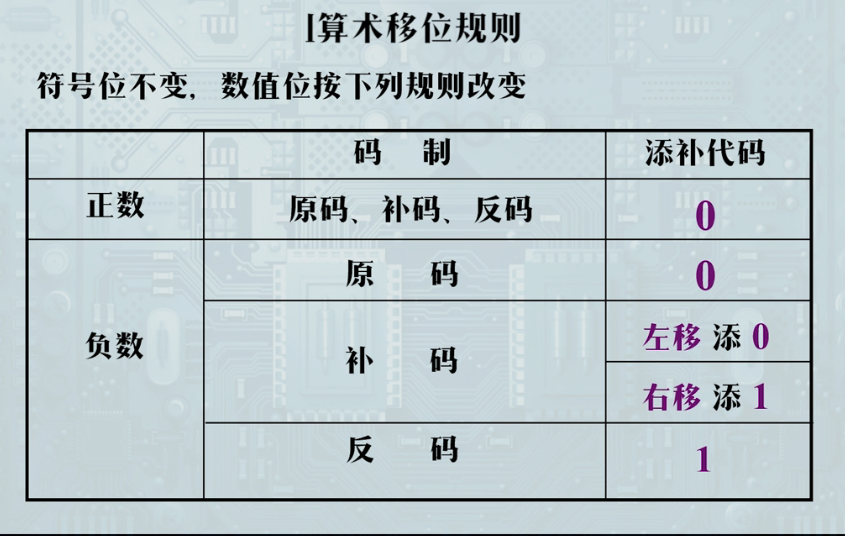 算术移位规则
符号位不变，数值位按下列规则改变
码 制 添补代码
正数 原码、补码、反码 0
原 码 0
负数 补 码 左移 添 0
右移 添 1
反 码 1